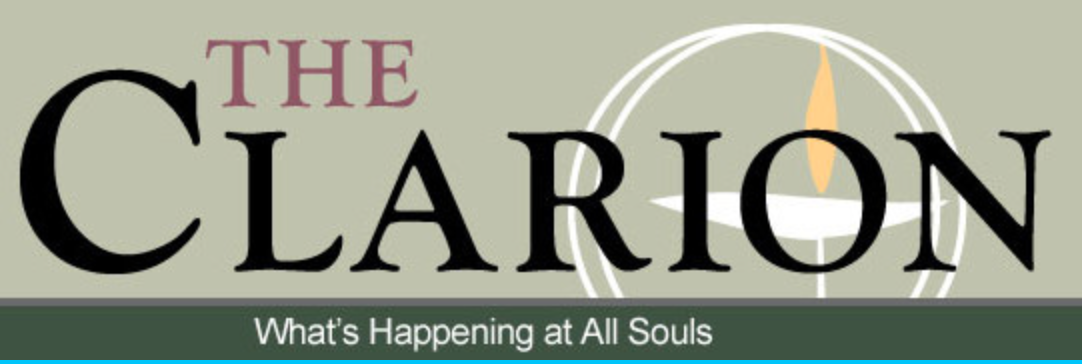 THE
CLARION
What's Happening at All Souls